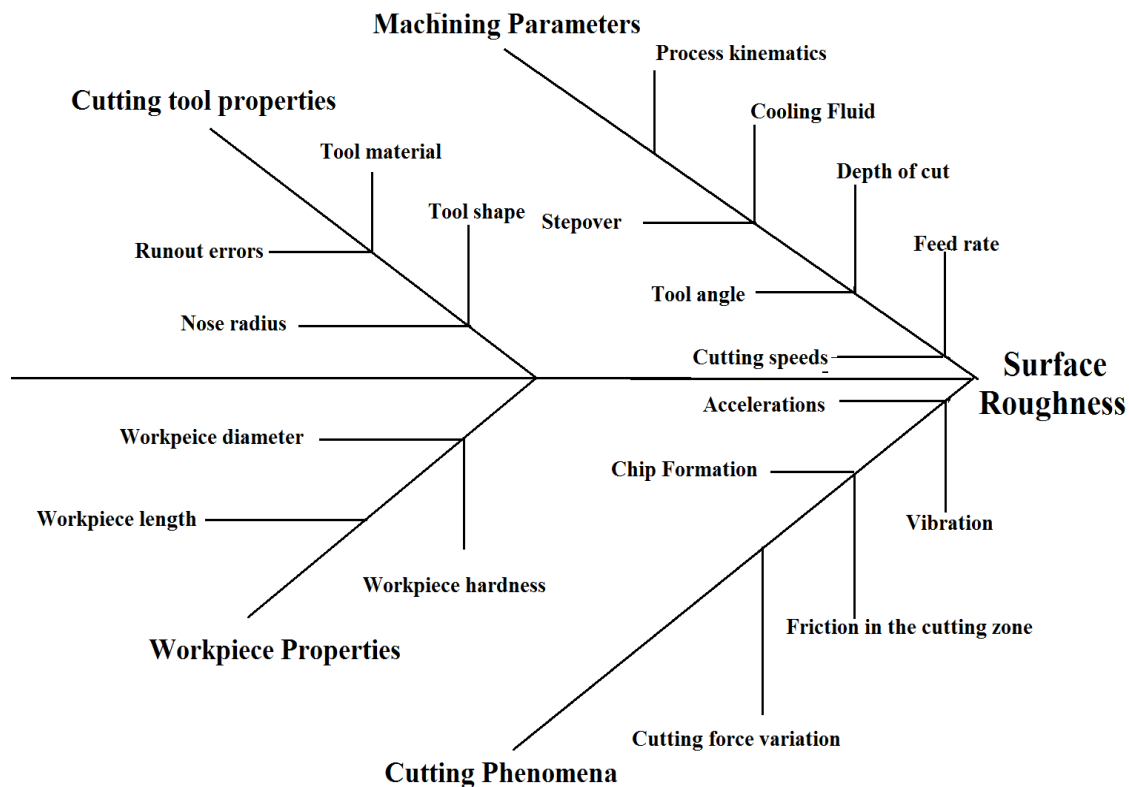 Machining Parameters
Process kinematics
Cutting tool properties
Cooling Fluid
Tool material
Depth of cut
Tool shape
Stepover
Feed rate
Runout errors
Tool angle
Nose radius
Cutting speeds
Surface
Roughness
Accelerations
Workpeice diameter
Chip Formation
Workpiece length
Vibration
Workpiece hardness
Friction in the cutting zone
Workpiece Properties
Cutting force variation
Cutting Phenomena